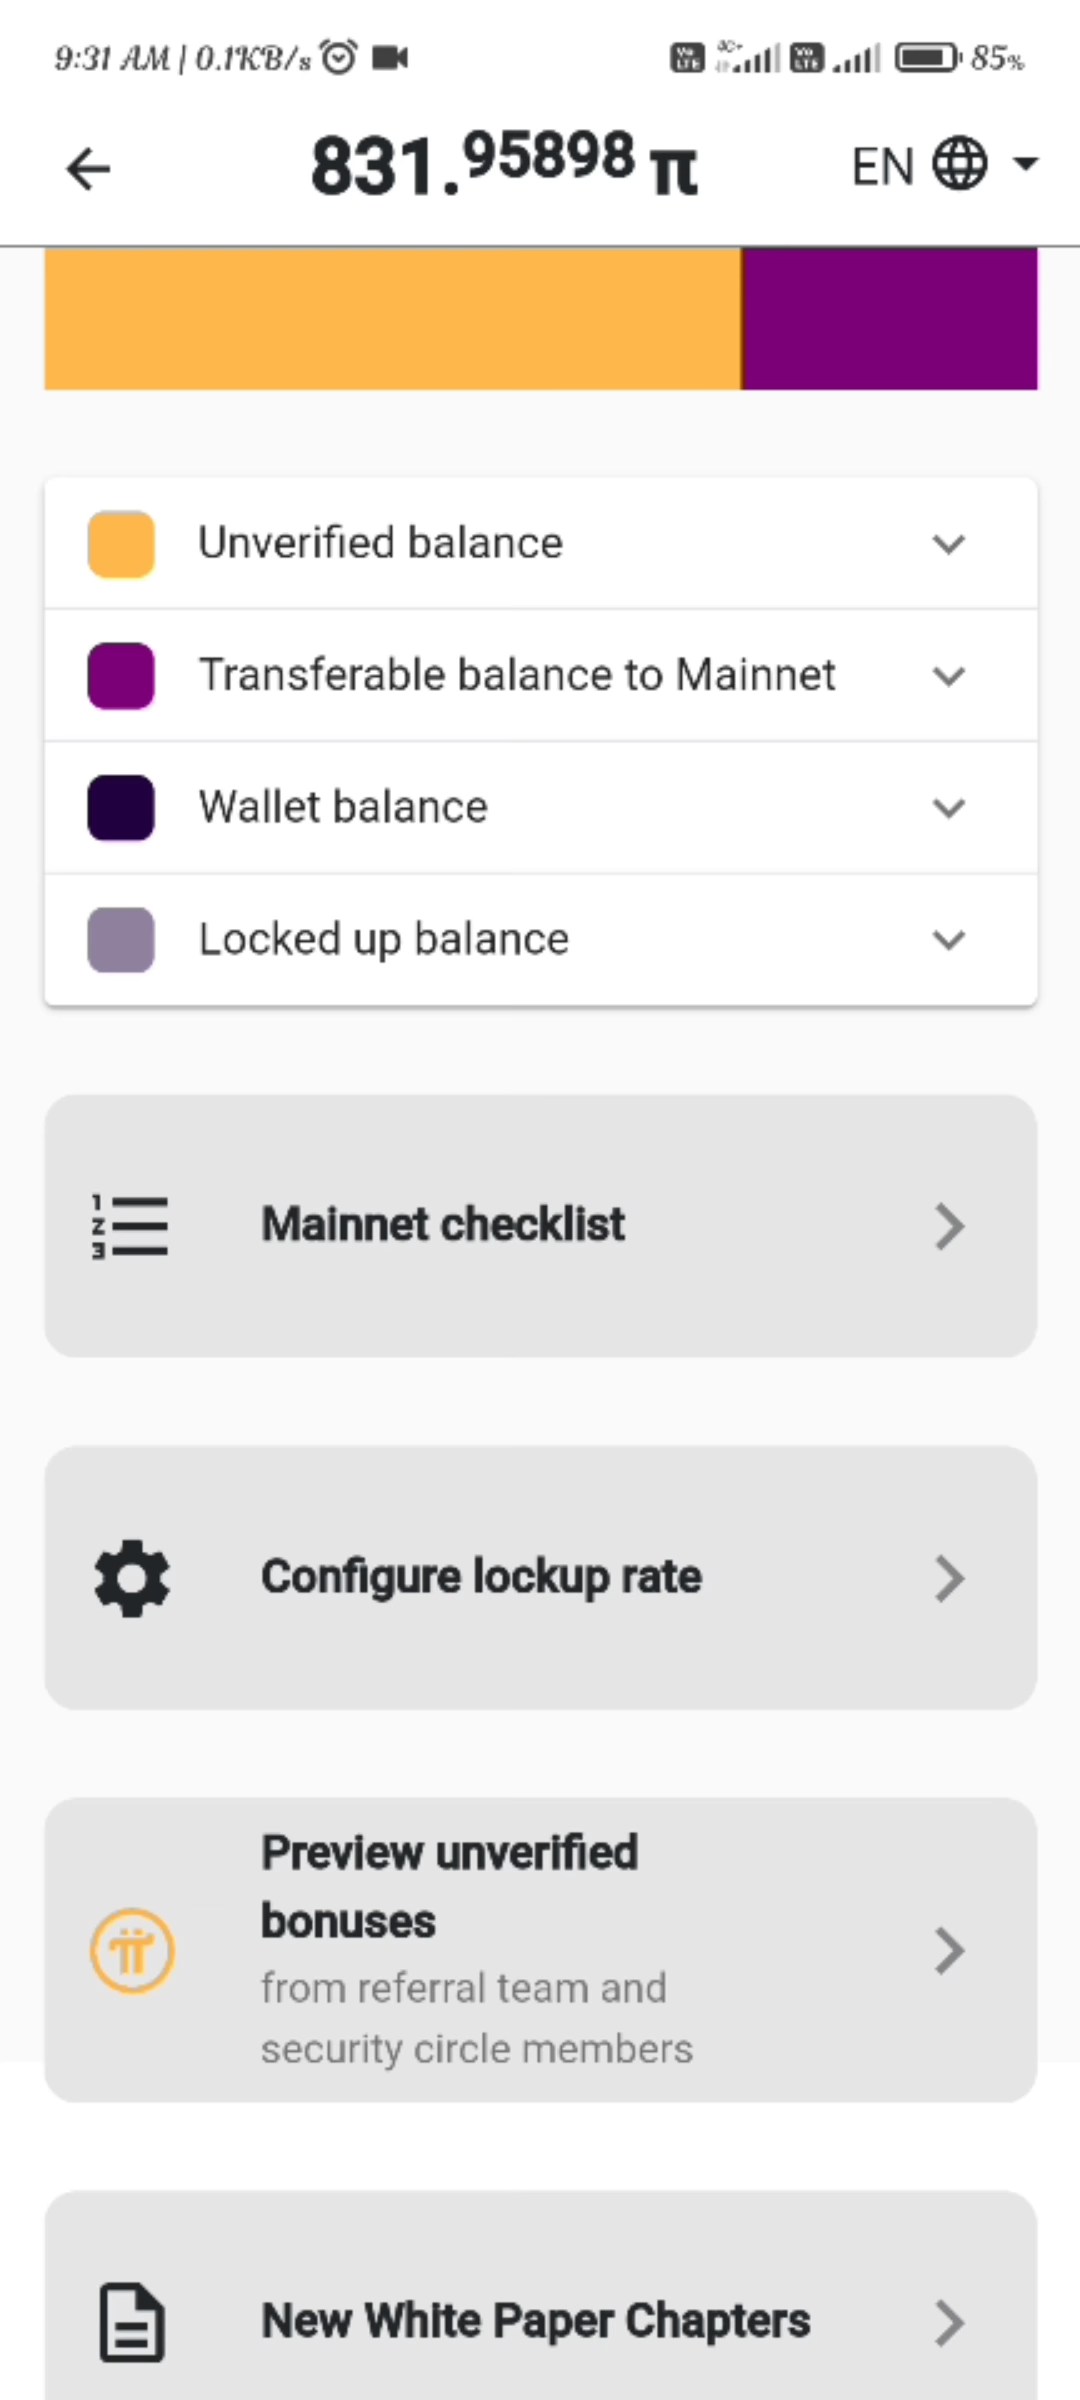 9:31 AM | 0.1KB/s 85%
831.95898 π EN
Unverified balance
Transferable balance to Mainnet
Wallet balance
Locked up balance
Mainnet checklist
Configure lockup rate
Preview unverified
bonuses
from referral team and
security circle members
New White Paper Chapters